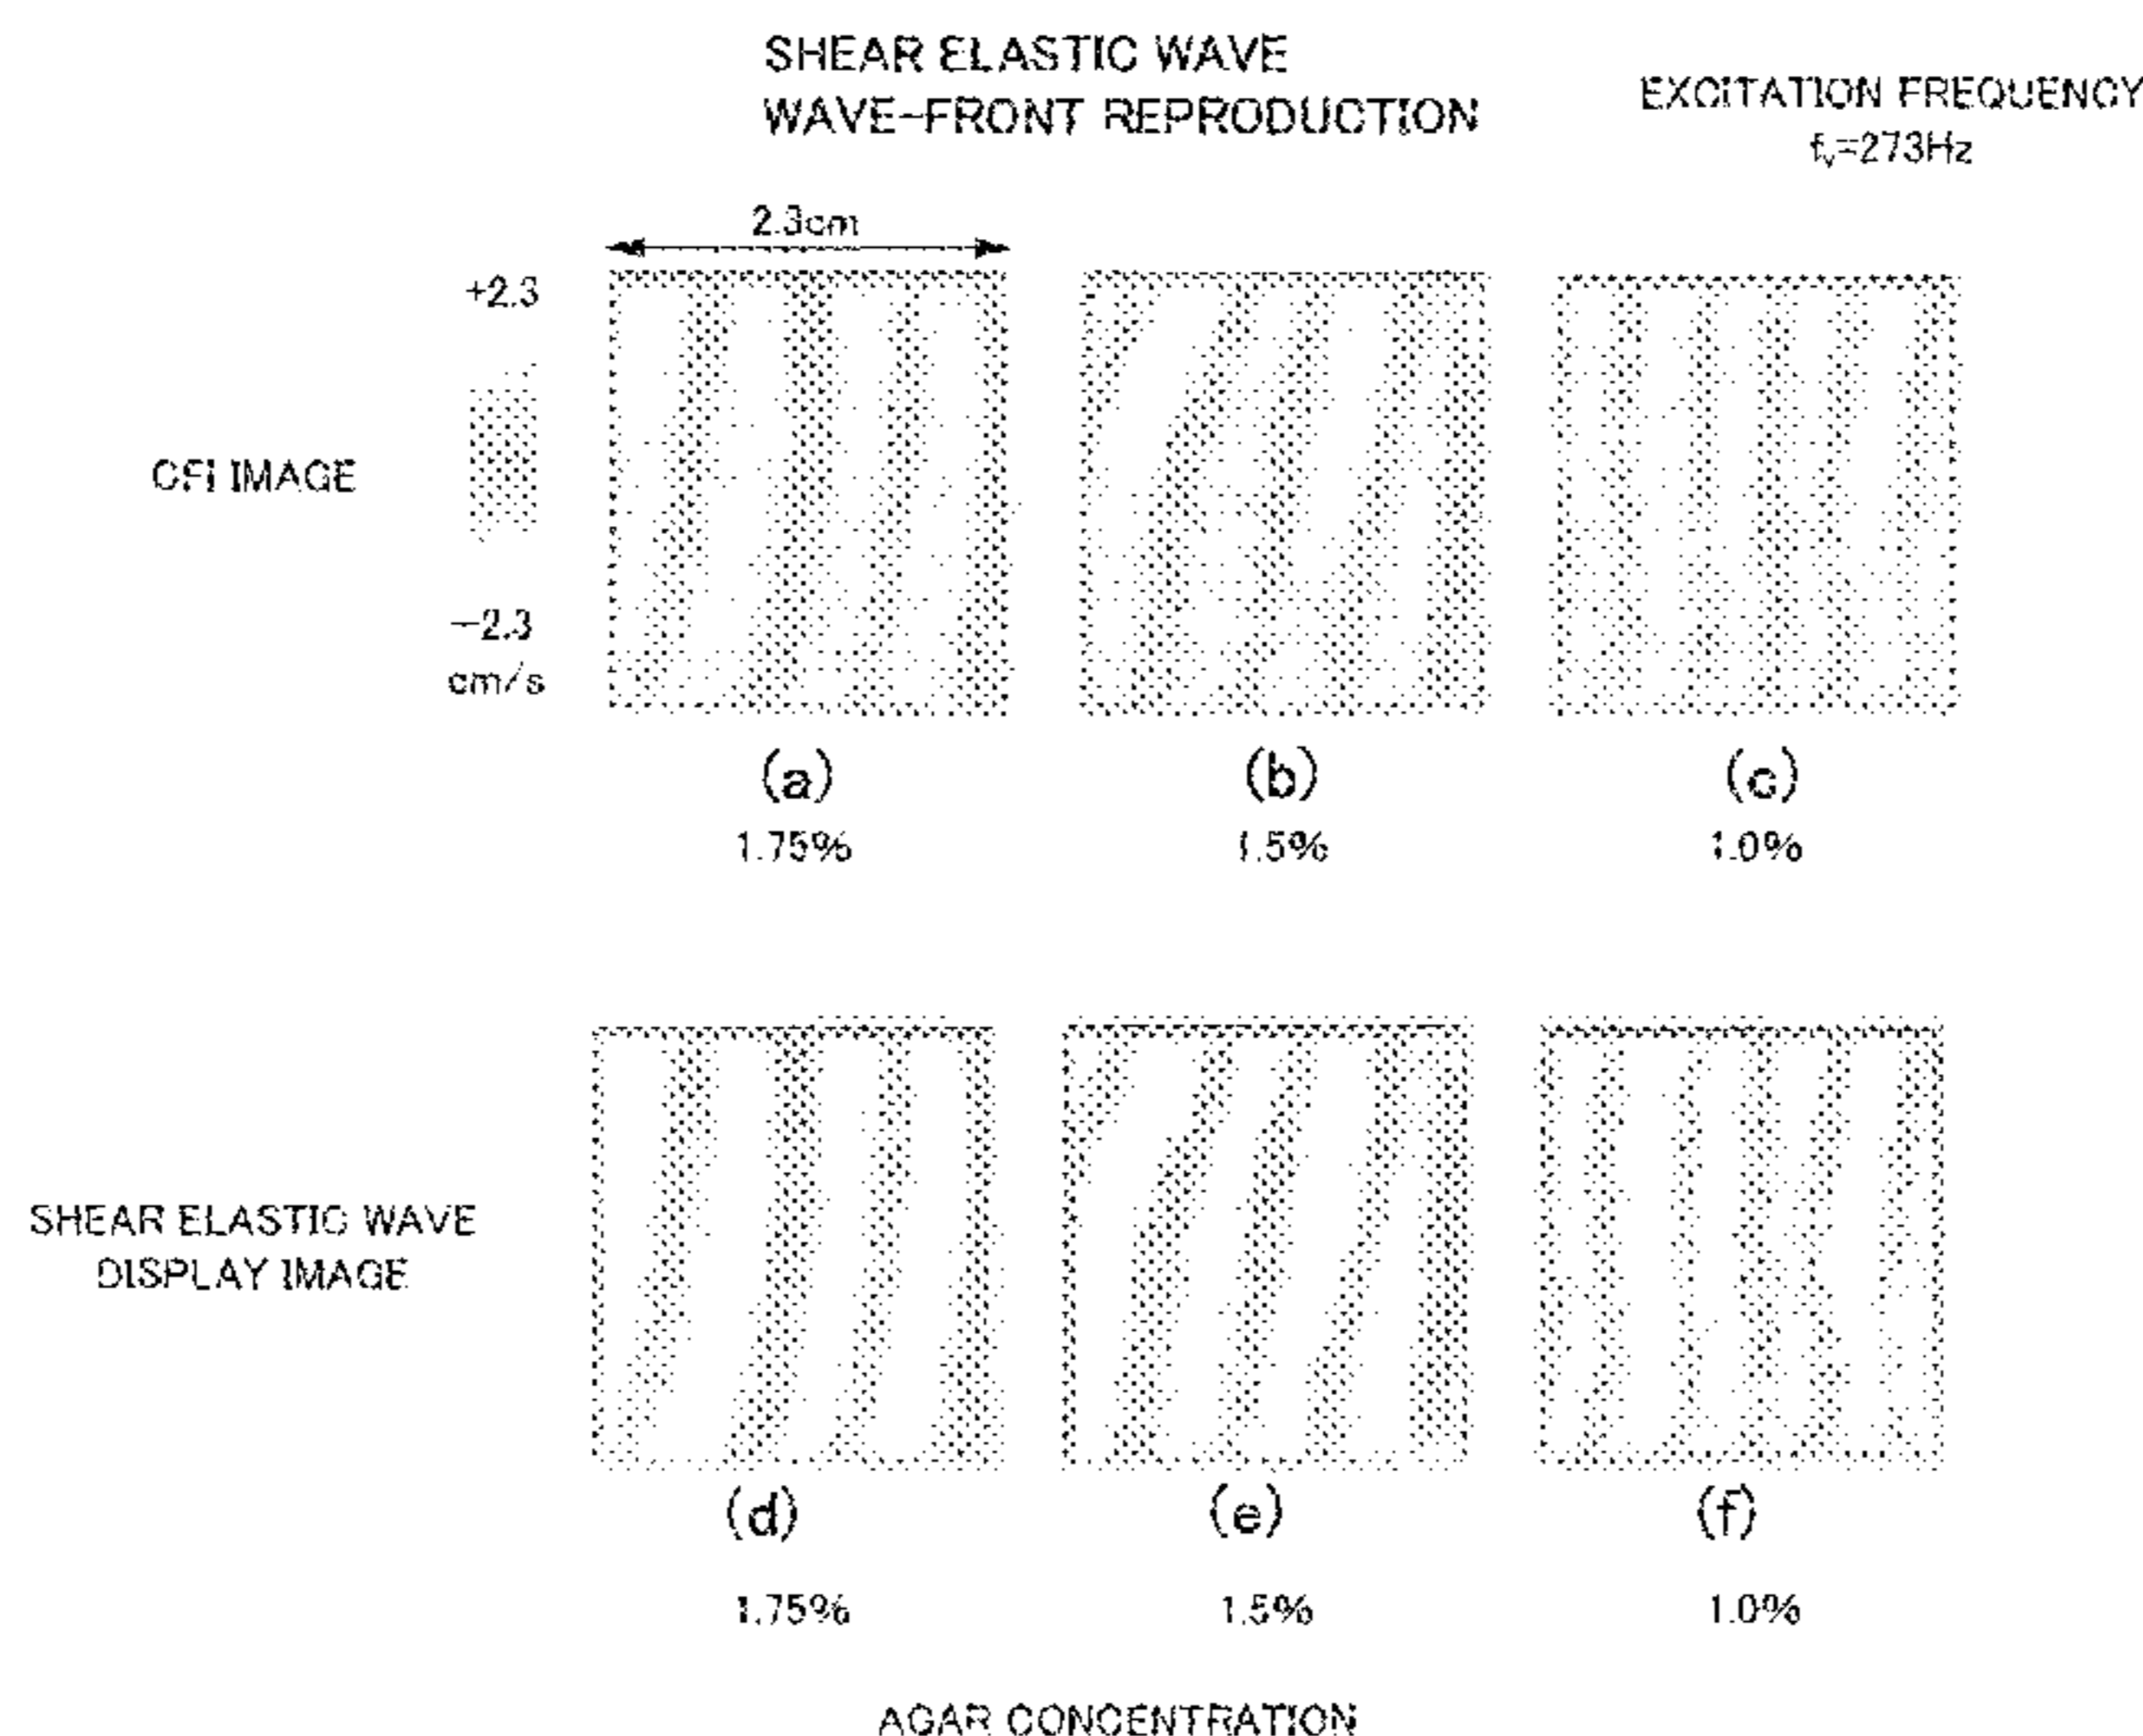 SHEAR ELASTIC WAVE
WAVE-FRONT REPRODUCTION
EXCITATION FREQUENCY
fv=273Hz
2.3cm
+2.3
CFI IMAGE
−2.3
cm/s
(a)
(b)
(c)
1.75%
1.5%
1.0%
SHEAR ELASTIC WAVE
DISPLAY IMAGE
(d)
(e)
(f)
1.75%
1.5%
1.0%
AGAR CONCENTRATION